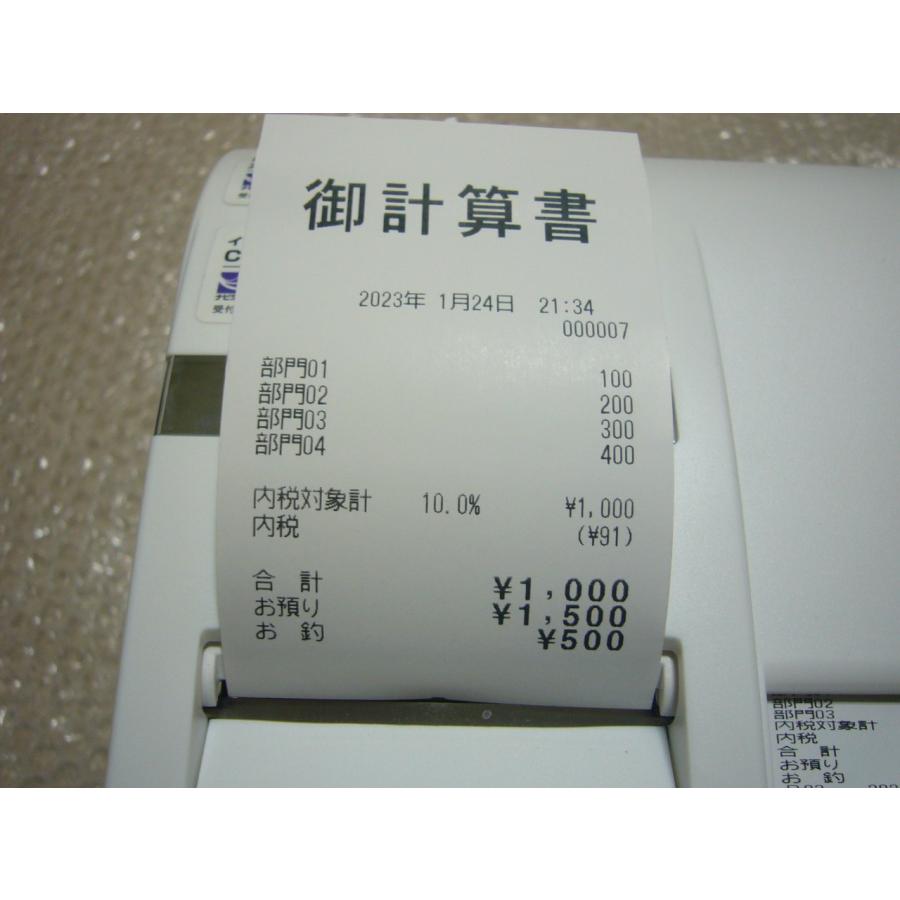 御計算書
2023年 1月24日 21:34
000007
部門01 100
部門02 200
部門03 300
部門04 400
内税対象計 10.0% ¥1,000
内税 (¥91)
合 計 ¥1,000
お預り ¥1,500
お 釣 ¥500
部門02
部門03
内税対象計
内税
合 計
お預り
お 釣